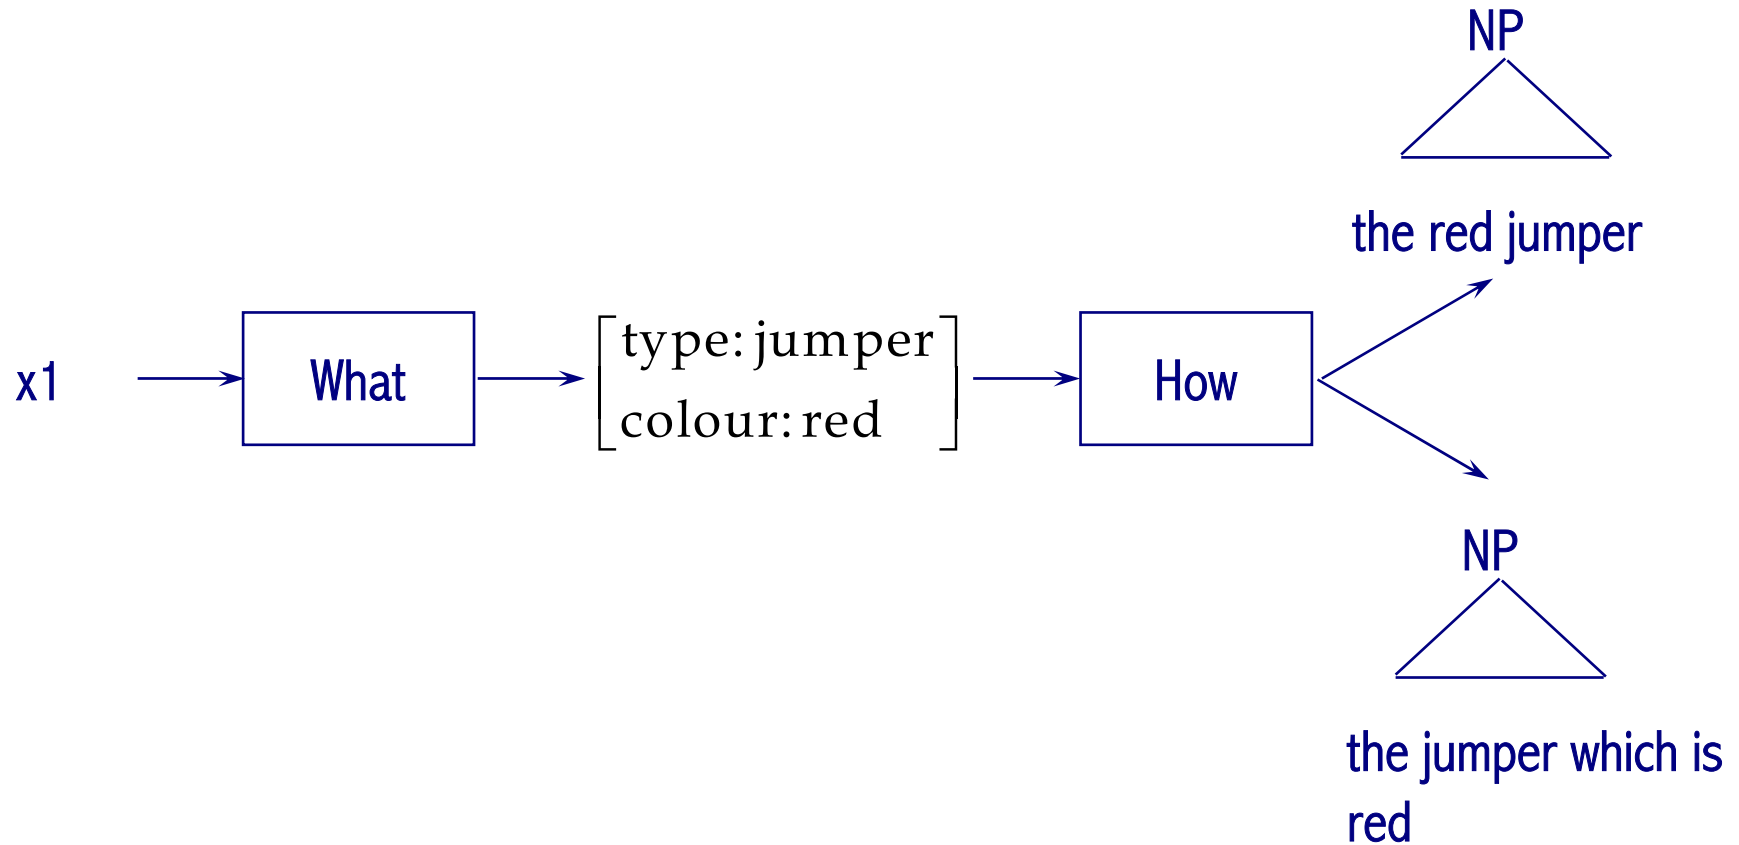 NP
the red jumper
x1
What
type: jumper
colour: red
How
NP
the jumper which is
red